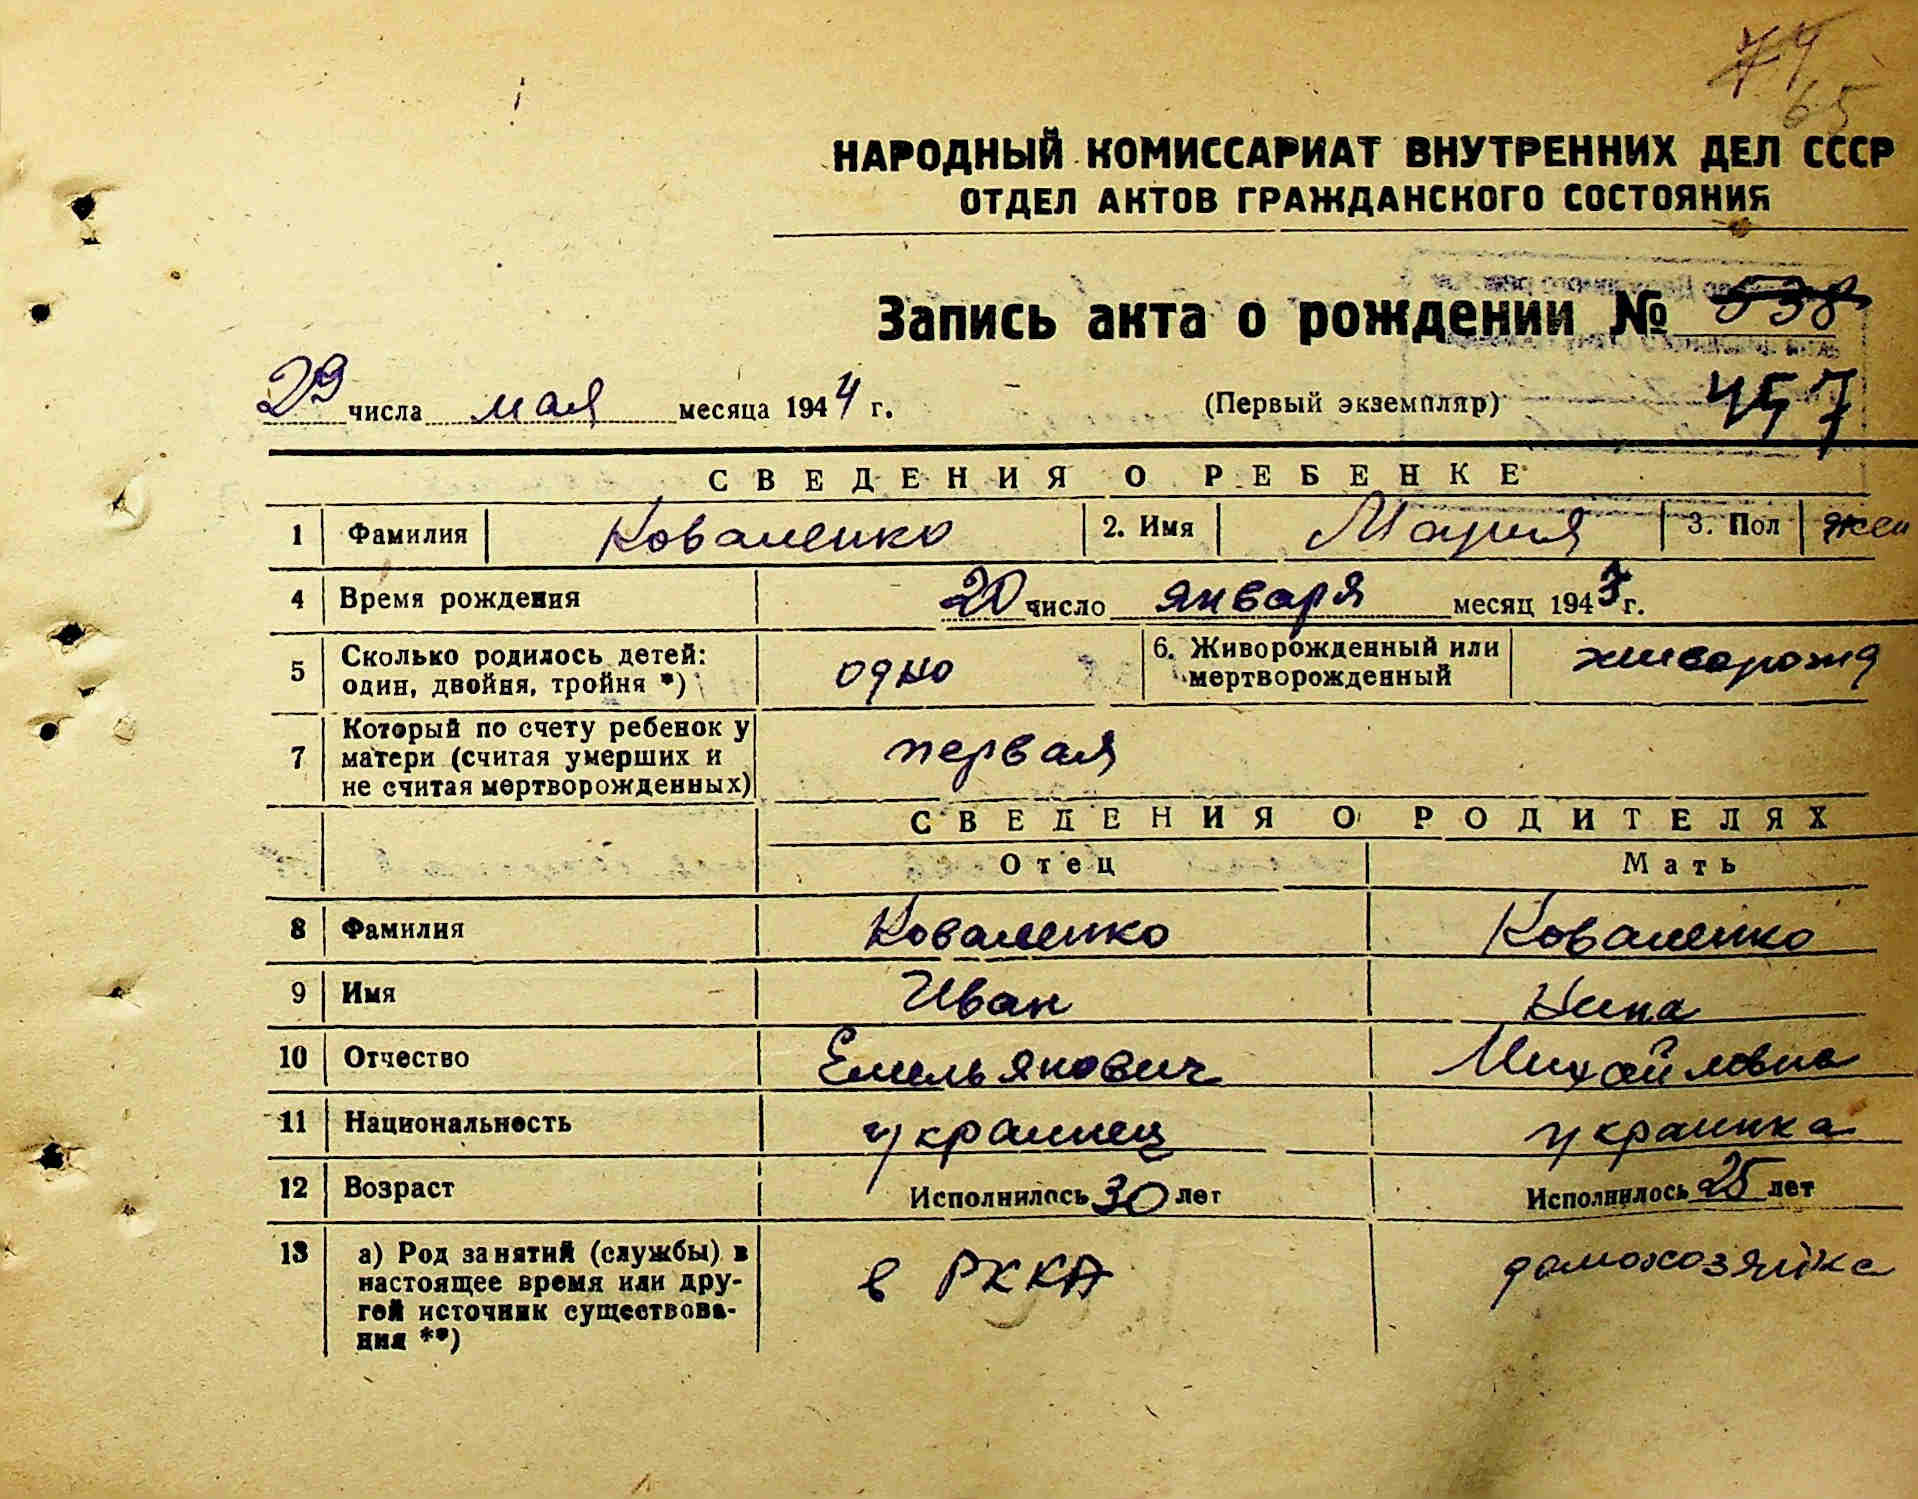 74
65
НАРОДНЫЙ КОМИССАРИАТ ВНУТРЕННИХ ДЕЛ СССР
ОТДЕЛ АКТОВ ГРАЖДАНСКОГО СОСТОЯНИЯ
Запись акта о рождении № 538
29 числа мая месяца 1944 г. (Первый экземпляр) 457
СВЕДЕНИЯ О РЕБЕНКЕ
1 Фамилия Коваленко 2. Имя Мария 3. Пол жен
4 Время рождения 20 число января месяц 1943 г.
5 Сколько родилось детей: один, двойня, тройня *) одно 6. Живорожденный или мертворожденный живорожд
7 Который по счету ребенок у матери (считая умерших и не считая мертворожденных) первая
СВЕДЕНИЯ О РОДИТЕЛЯХ
Отец Мать
8 Фамилия Коваленко Коваленко
9 Имя Иван Нина
10 Отчество Емельянович Михайловна
11 Национальность украинец украинка
12 Возраст Исполнилось 30 лет Исполнилось 25 лет
13 а) Род занятий (службы) в настоящее время или другой источник существования **) в РККА домохозяйка